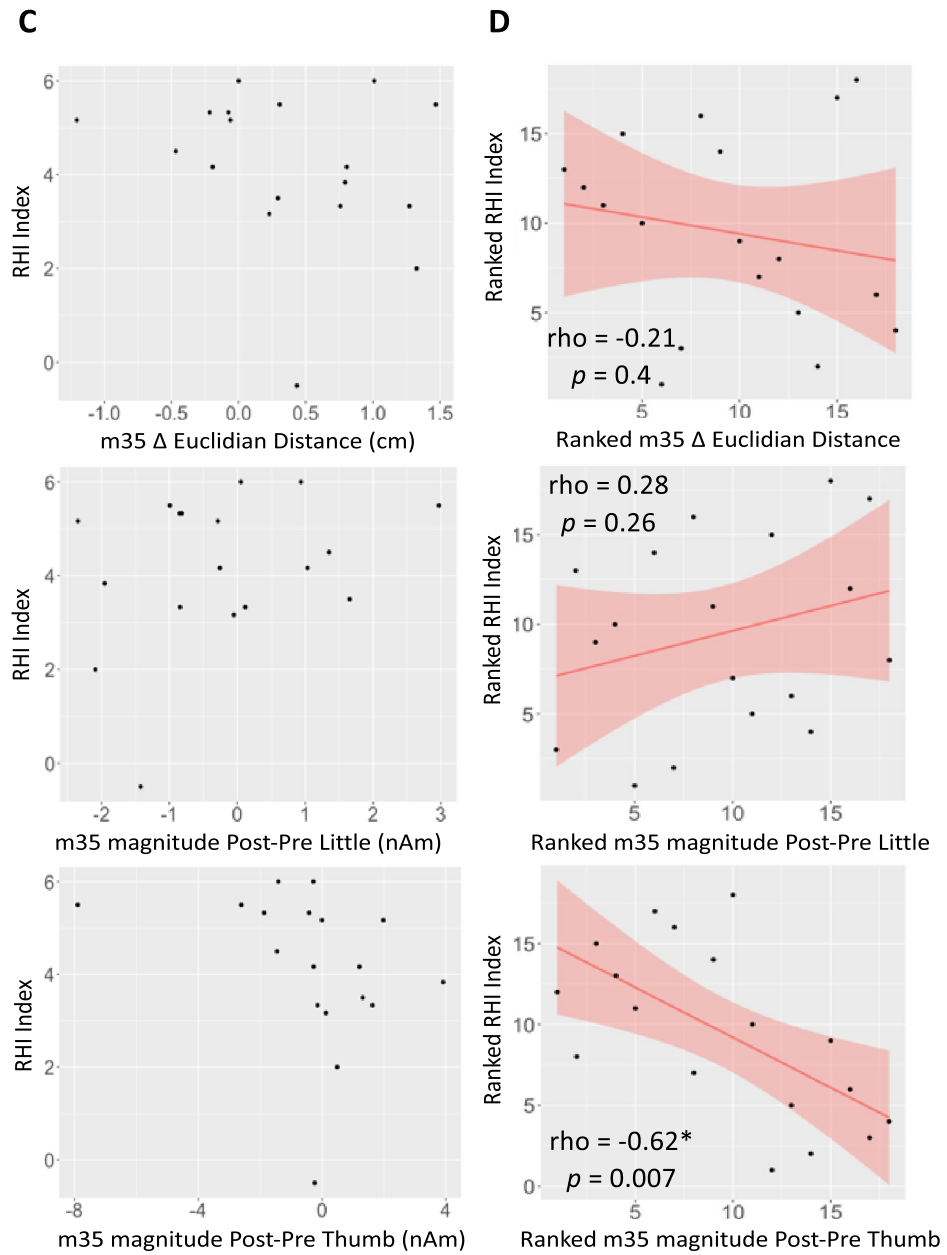 C
D
RHI Index
6
4
2
0
-1.0 -0.5 0.0 0.5 1.0 1.5
m35 Δ Euclidian Distance (cm)
Ranked RHI Index
15
10
5
rho = -0.21
p = 0.4
5 10 15
Ranked m35 Δ Euclidian Distance
RHI Index
6
4
2
0
-2 -1 0 1 2 3
m35 magnitude Post-Pre Little (nAm)
Ranked RHI Index
rho = 0.28
p = 0.26
15
10
5
5 10 15
Ranked m35 magnitude Post-Pre Little
RHI Index
6
4
2
0
-8 -4 0 4
m35 magnitude Post-Pre Thumb (nAm)
Ranked RHI Index
15
10
5
0
rho = -0.62*
p = 0.007
5 10 15
Ranked m35 magnitude Post-Pre Thumb